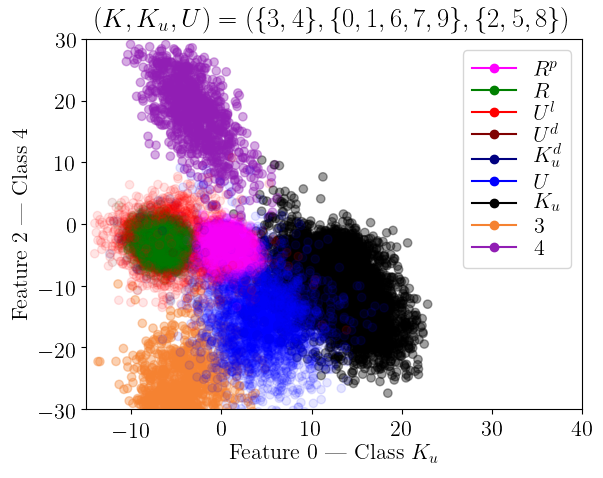 (K, K_u, U) = ({3, 4}, {0, 1, 6, 7, 9}, {2, 5, 8})
30
20
10
0
−10
−20
−30
Feature 2 — Class 4
R^p
R
U^l
U^d
K_u^d
U
K_u
3
4
−10
0
10
20
30
40
Feature 0 — Class K_u